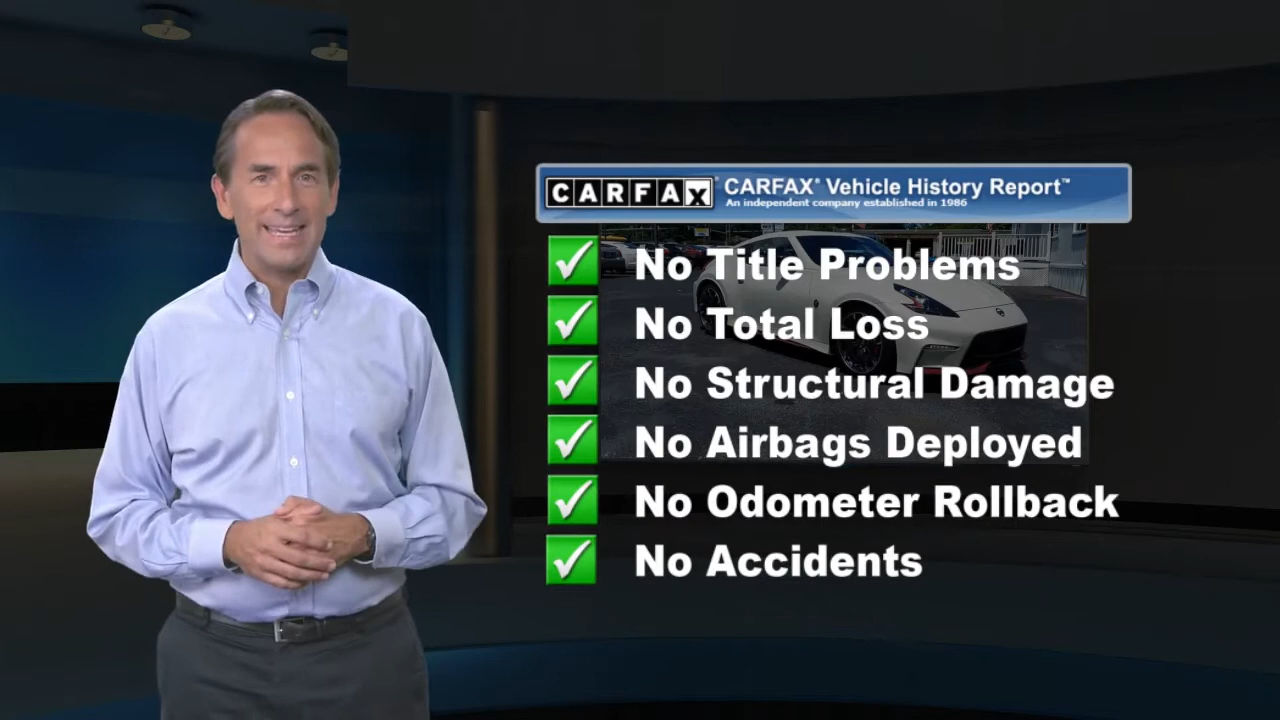 CARFAX® CARFAX® Vehicle History Report™
An independent company established in 1986
No Title Problems
No Total Loss
No Structural Damage
No Airbags Deployed
No Odometer Rollback
No Accidents